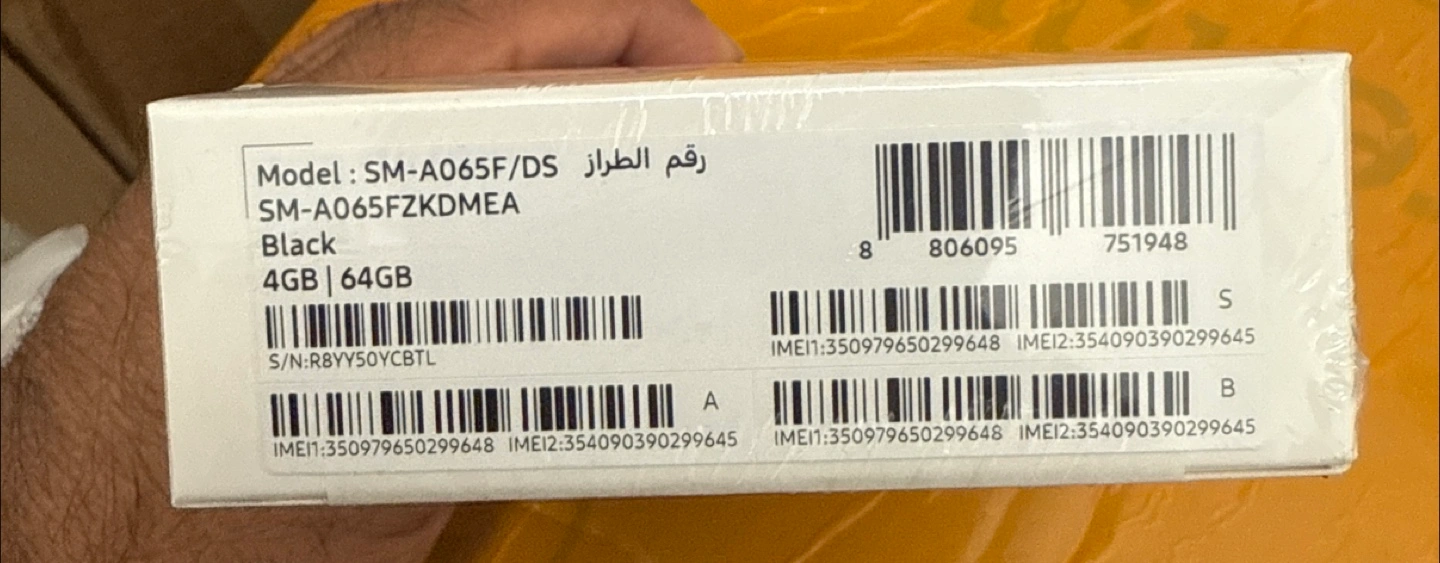 Model : SM-A065F/DS رقم الطراز
SM-A065FZKDMEA
Black
4GB | 64GB
S/N:R8YY50YCBTL
8 806095 751948
S
IMEI1:350979650299648 IMEI2:354090390299645
A
IMEI1:350979650299648 IMEI2:354090390299645
B
IMEI1:350979650299648 IMEI2:354090390299645